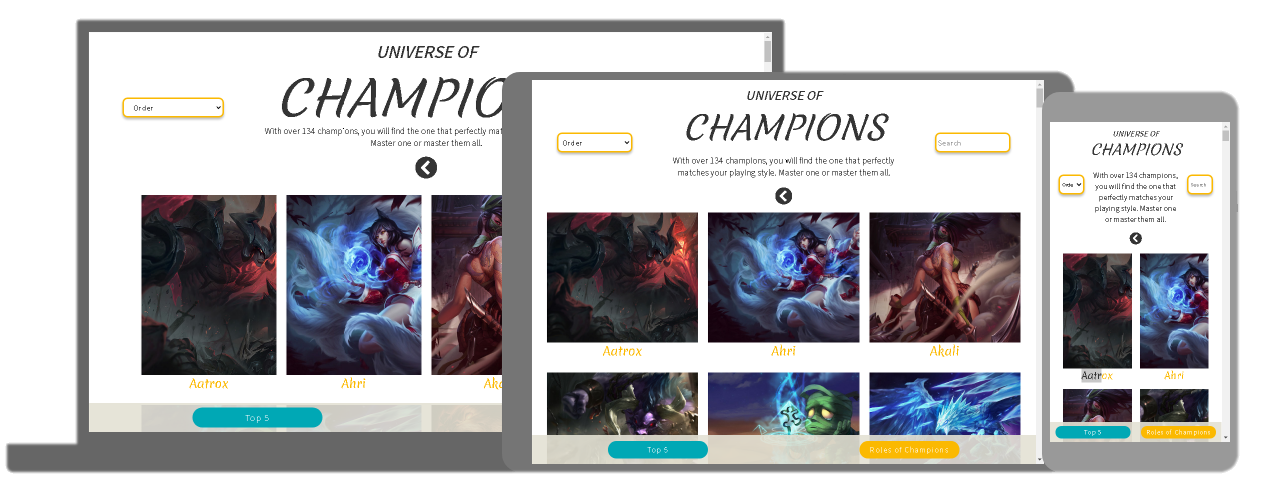 UNIVERSE OF
CHAMPIO
Order
With over 134 champions, you will find the one that perfectly
Master one or master them all.
Aatrox
Ahri
Top 5
UNIVERSE OF
CHAMPIONS
Order
Search
With over 134 champions, you will find the one that perfectly
matches your playing style. Master one or master them all.
Aatrox
Ahri
Akali
Top 5
Roles of Champions
UNIVERSE OF
CHAMPIONS
Orde
Search
With over 134 champions,
you will find the one that
perfectly matches your
playing style. Master one
or master them all.
Aatrox
Ahri
Top 5
Roles of Champions